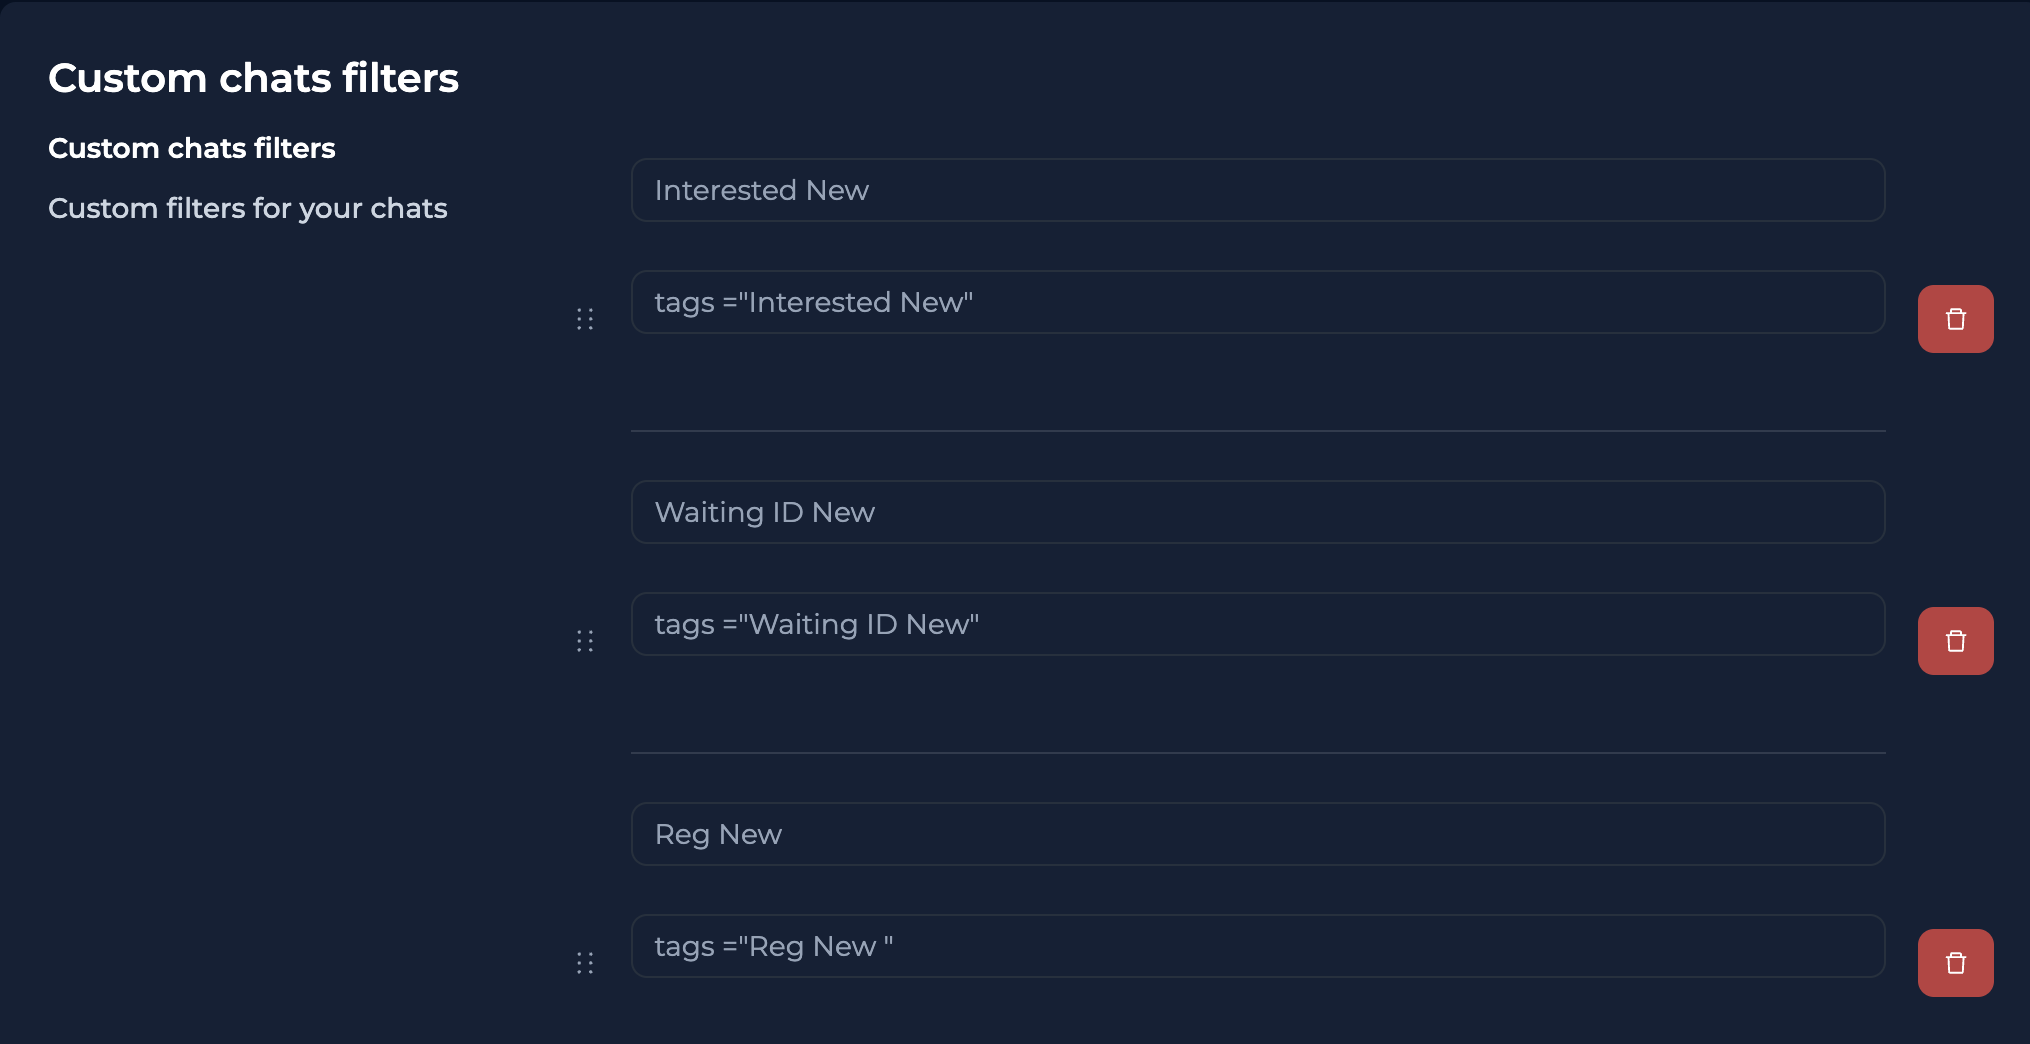 Custom chats filters
Custom chats filters
Custom filters for your chats
Interested New
tags ="Interested New"
Waiting ID New
tags ="Waiting ID New"
Reg New
tags ="Reg New "